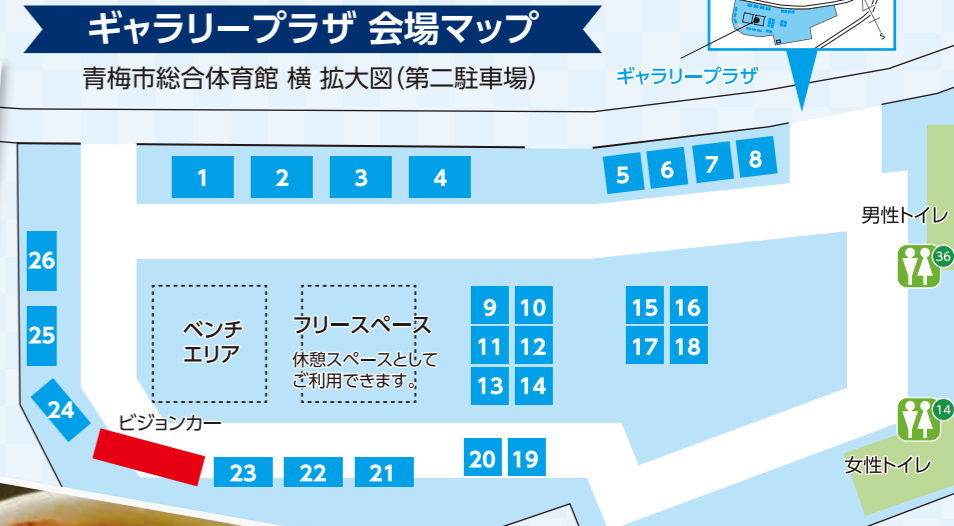 ギャラリープラザ 会場マップ
青梅市総合体育館 横 拡大図(第二駐車場)
ギャラリープラザ
S
1 2 3 4 5 6 7 8
男性トイレ
36
26
25
24
ベンチ
エリア
フリースペース
休憩スペースとして
ご利用できます。
9 10
11 12
13 14
15 16
17 18
ビジョンカー
23 22 21 20 19
14
女性トイレ